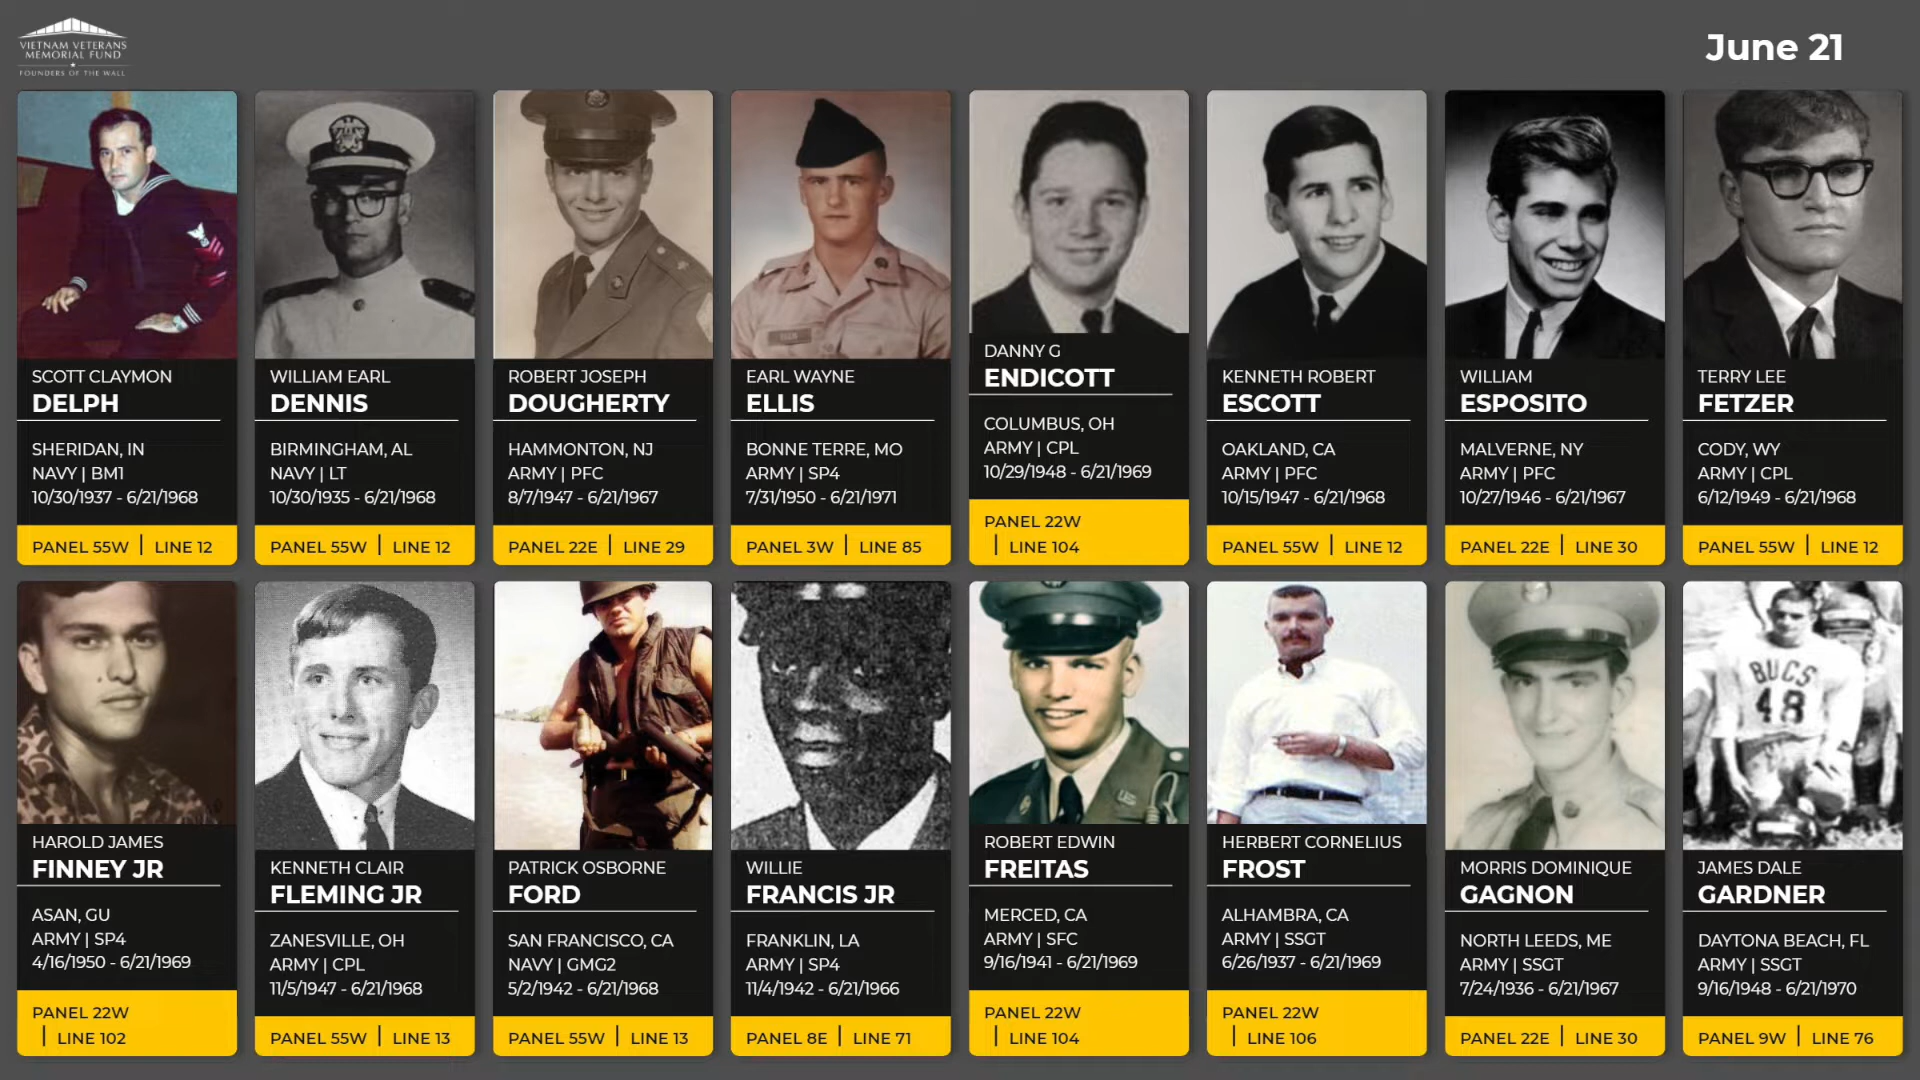 VIETNAM VETERANS
MEMORIAL FUND
FOUNDERS OF THE WALL
June 21
SCOTT CLAYMON
DELPH
SHERIDAN, IN
NAVY | BM1
10/30/1937 - 6/21/1968
PANEL 55W | LINE 12
WILLIAM EARL
DENNIS
BIRMINGHAM, AL
NAVY | LT
10/30/1935 - 6/21/1968
PANEL 55W | LINE 12
ROBERT JOSEPH
DOUGHERTY
HAMMONTON, NJ
ARMY | PFC
8/7/1947 - 6/21/1967
PANEL 22E | LINE 29
EARL WAYNE
ELLIS
BONNE TERRE, MO
ARMY | SP4
7/31/1950 - 6/21/1971
PANEL 3W | LINE 85
DANNY G
ENDICOTT
COLUMBUS, OH
ARMY | CPL
10/29/1948 - 6/21/1969
PANEL 22W
| LINE 104
KENNETH ROBERT
ESCOTT
OAKLAND, CA
ARMY | PFC
10/15/1947 - 6/21/1968
PANEL 55W | LINE 12
WILLIAM
ESPOSITO
MALVERNE, NY
ARMY | PFC
10/27/1946 - 6/21/1967
PANEL 22E | LINE 30
TERRY LEE
FETZER
CODY, WY
ARMY | CPL
6/12/1949 - 6/21/1968
PANEL 55W | LINE 12
HAROLD JAMES
FINNEY JR
ASAN, GU
ARMY | SP4
4/16/1950 - 6/21/1969
PANEL 22W
| LINE 102
KENNETH CLAIR
FLEMING JR
ZANESVILLE, OH
ARMY | CPL
11/5/1947 - 6/21/1968
PANEL 55W | LINE 13
PATRICK OSBORNE
FORD
SAN FRANCISCO, CA
NAVY | GMG2
5/2/1942 - 6/21/1968
PANEL 55W | LINE 13
WILLIE
FRANCIS JR
FRANKLIN, LA
ARMY | SP4
11/4/1942 - 6/21/1966
PANEL 8E | LINE 71
US
ROBERT EDWIN
FREITAS
MERCED, CA
ARMY | SFC
9/16/1941 - 6/21/1969
PANEL 22W
| LINE 104
HERBERT CORNELIUS
FROST
ALHAMBRA, CA
ARMY | SSGT
6/26/1937 - 6/21/1969
PANEL 22W
| LINE 106
MORRIS DOMINIQUE
GAGNON
NORTH LEEDS, ME
ARMY | SSGT
7/24/1936 - 6/21/1967
PANEL 22E | LINE 30
BUCS
48
JAMES DALE
GARDNER
DAYTONA BEACH, FL
ARMY | SSGT
9/16/1948 - 6/21/1970
PANEL 9W | LINE 76